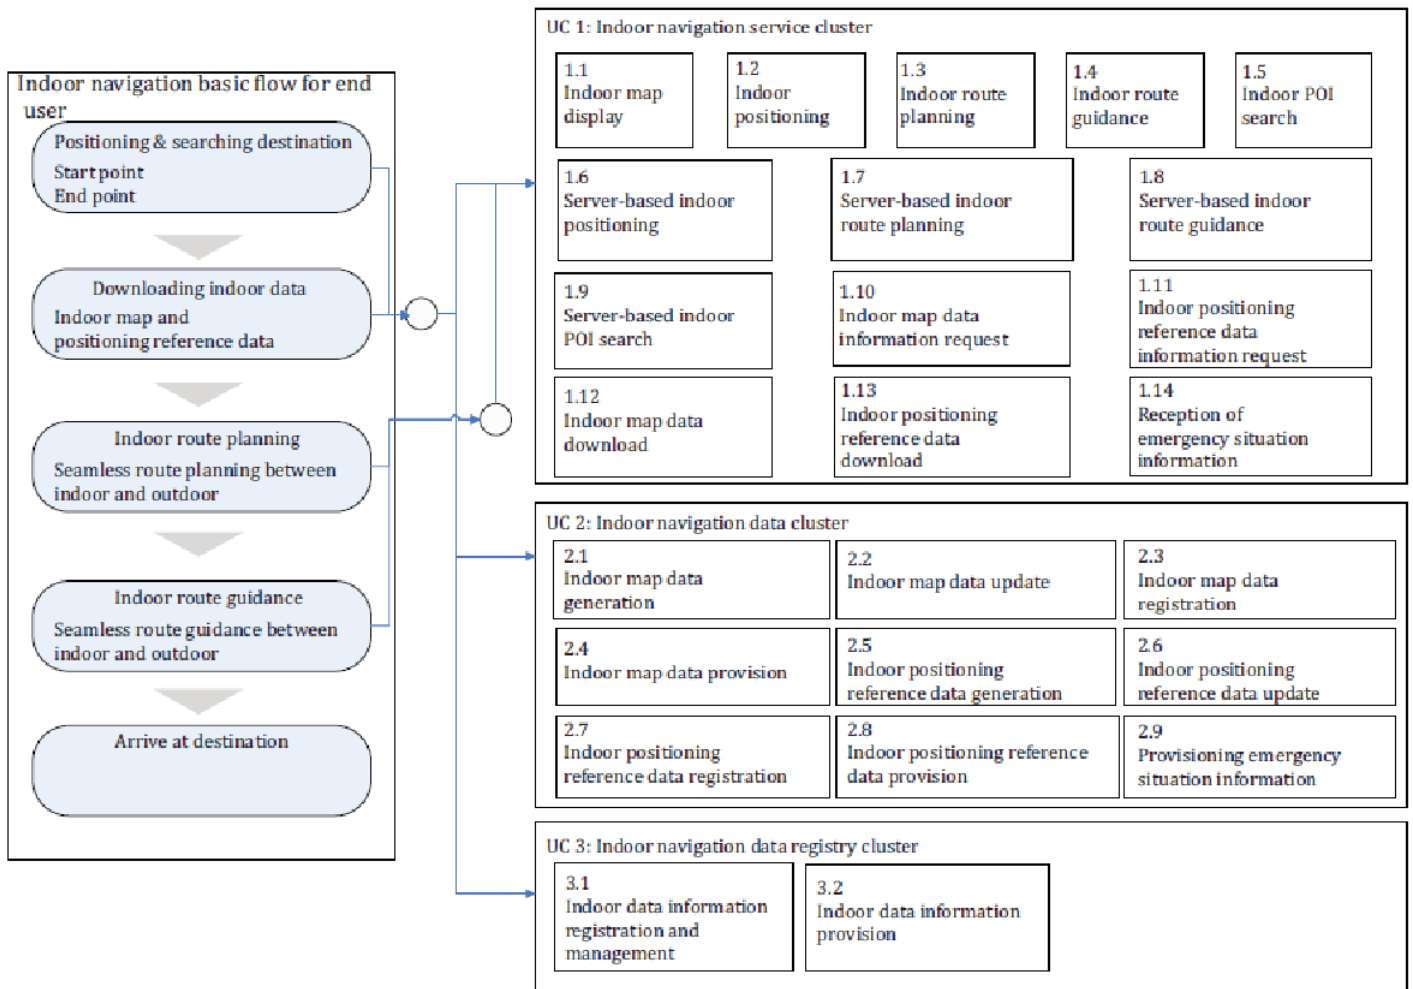 Indoor navigation basic flow for end
user
Positioning & searching destination
Start point
End point
Downloading indoor data
Indoor map and
positioning reference data
Indoor route planning
Seamless route planning between
indoor and outdoor
Indoor route guidance
Seamless route guidance between
indoor and outdoor
Arrive at destination
UC 1: Indoor navigation service cluster
1.1
Indoor map
display
1.2
Indoor
positioning
1.3
Indoor route
planning
1.4
Indoor route
guidance
1.5
Indoor POI
search
1.6
Server-based indoor
positioning
1.7
Server-based indoor
route planning
1.8
Server-based indoor
route guidance
1.9
Server-based indoor
POI search
1.10
Indoor map data
information request
1.11
Indoor positioning
reference data
information request
1.12
Indoor map data
download
1.13
Indoor positioning
reference data
download
1.14
Reception of
emergency situation
information
UC 2: Indoor navigation data cluster
2.1
Indoor map data
generation
2.2
Indoor map data update
2.3
Indoor map data
registration
2.4
Indoor map data provision
2.5
Indoor positioning
reference data generation
2.6
Indoor positioning
reference data update
2.7
Indoor positioning
reference data registration
2.8
Indoor positioning reference
data provision
2.9
Provisioning emergency
situation information
UC 3: Indoor navigation data registry cluster
3.1
Indoor data information
registration and
management
3.2
Indoor data information
provision